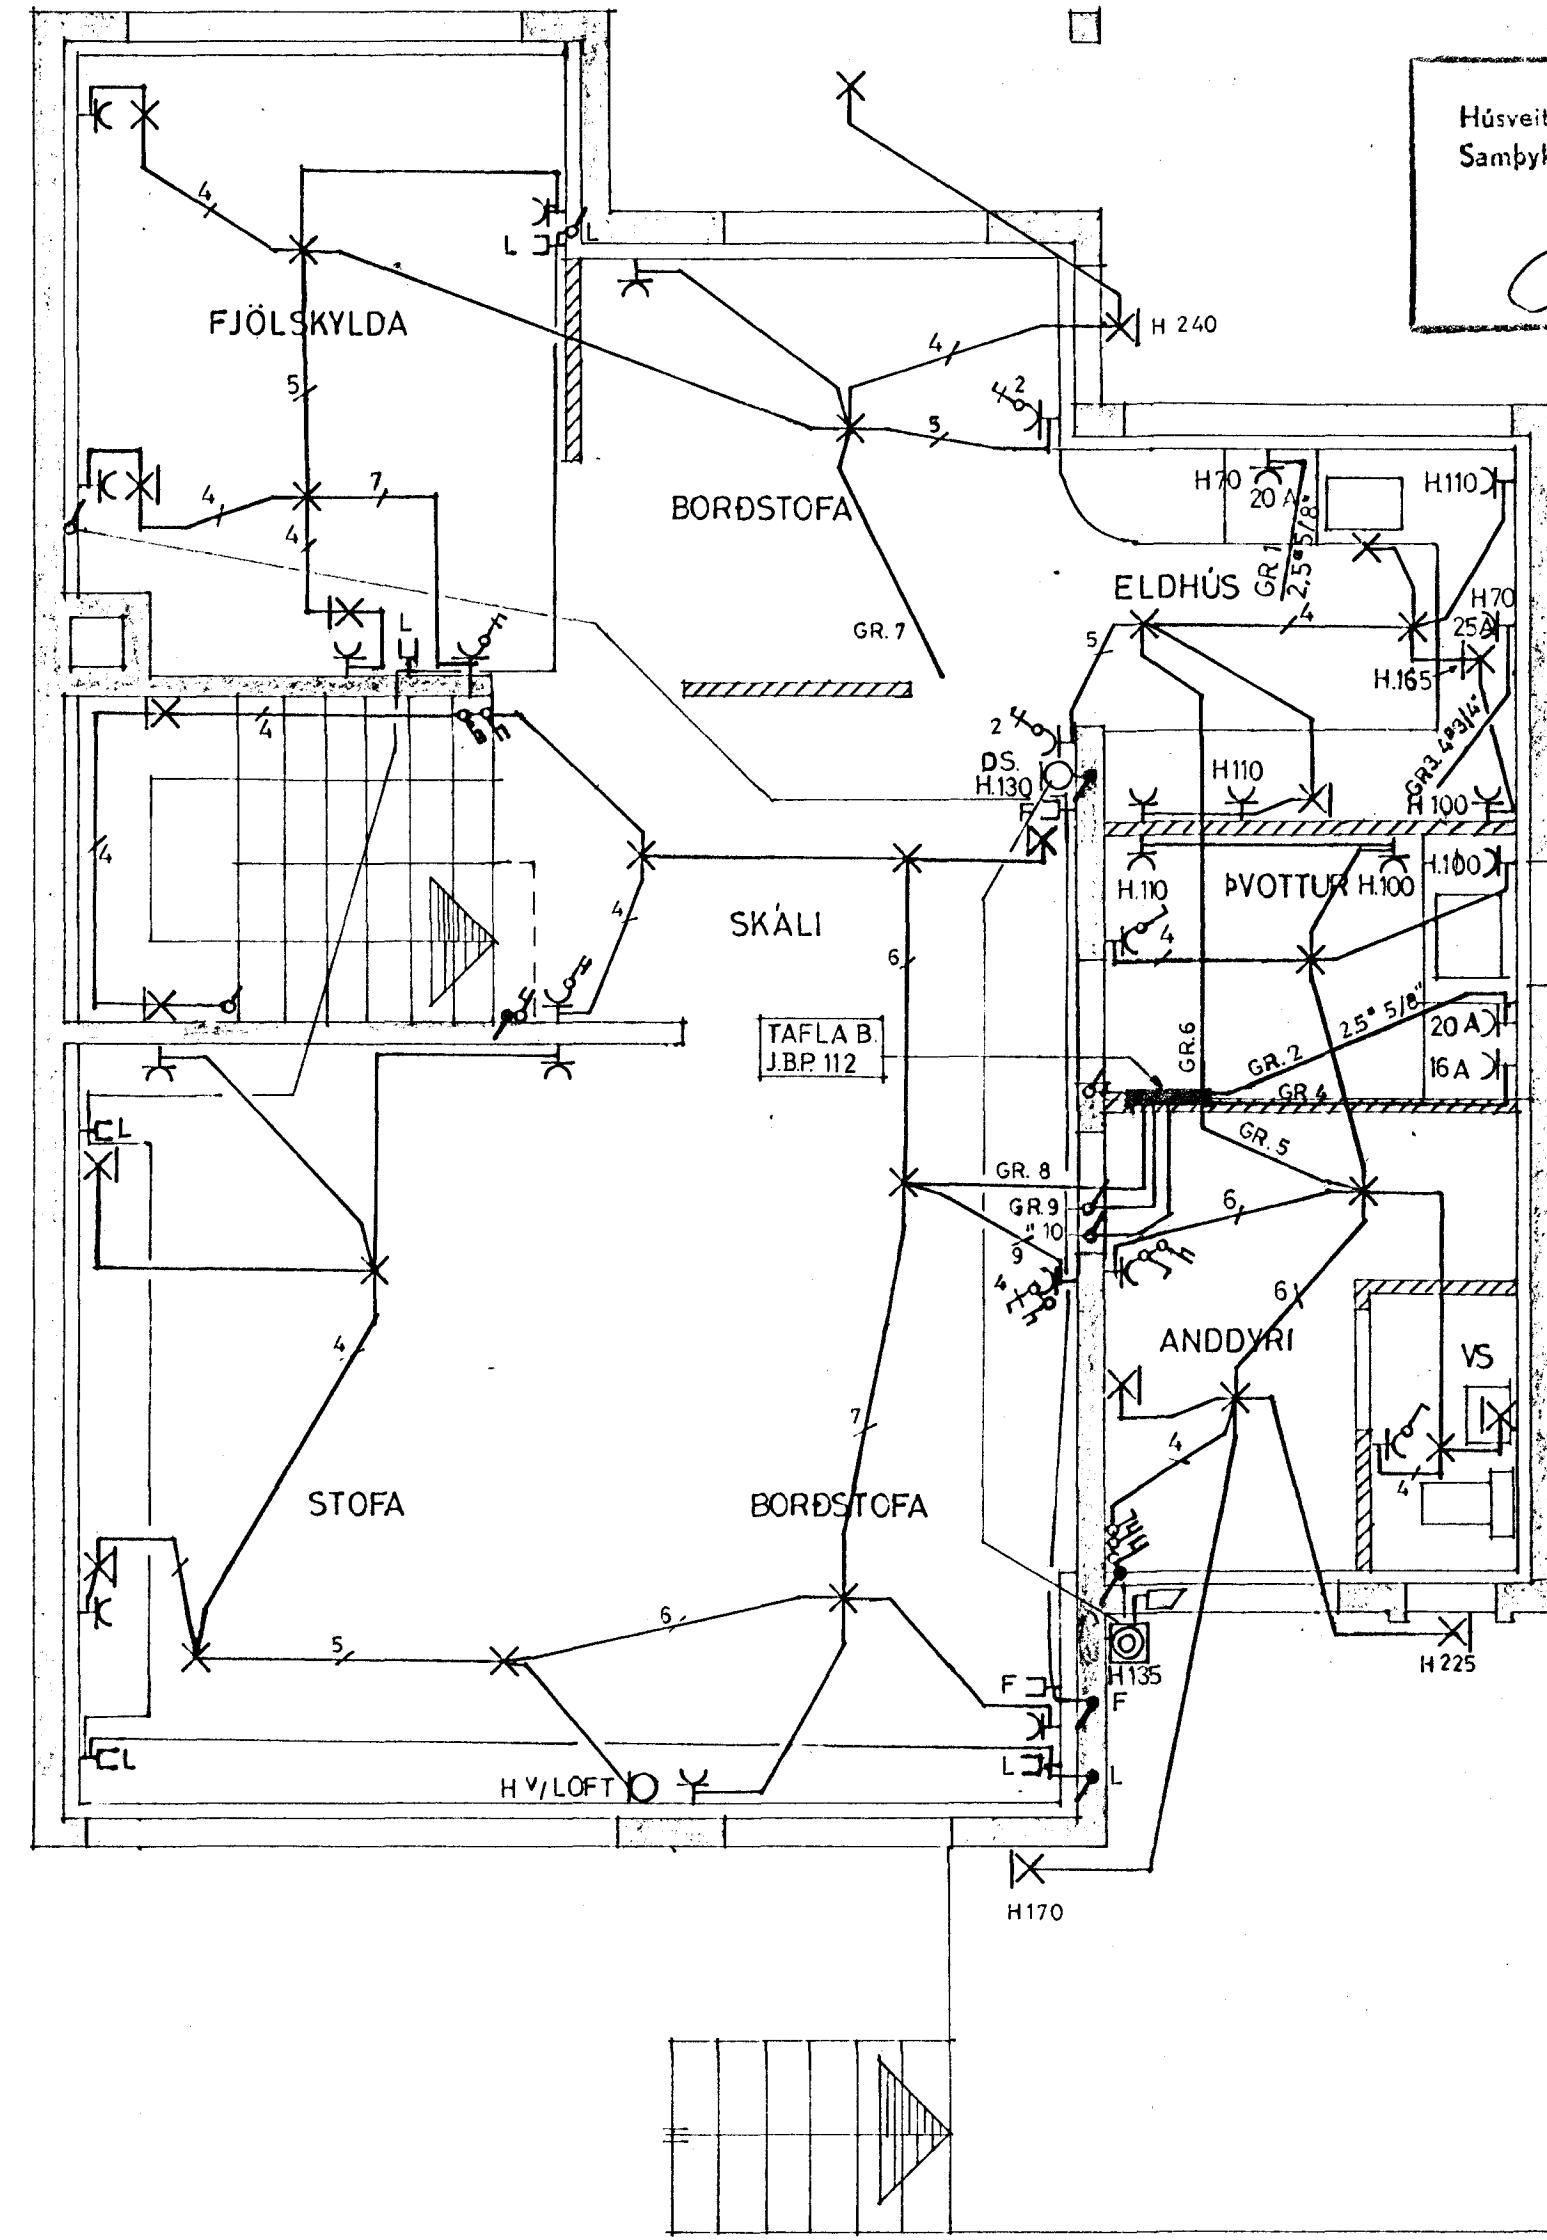 Húsveit
Samþyk
4
L
L
FJÖLSKYLDA
H 240
4
2
5
5
BORÐSTOFA
H70
20 A
H.110
4
7
4
GR 1
2.5▫ 5/8"
ELDHÚS
4
H70
25A
H.165
GR. 7
5
L
GR3. 4▫ 3/4"
4
2
DS.
H.130
F
H110
H 100
4
H.110
ÞVOTTUR
H.100
H.100
SKÁLI
4
4
6
TAFLA B.
J.B.P. 112
GR.6
GR. 2
2.5▫ 5/8"
20 A
16 A
GR.4
L
GR. 5
GR. 8
GR.9
" 10
9
6
4
6
ANDDYRI
VS
4
7
4
4
STOFA
BORÐSTOFA
6
5
H135
H 225
F
F
L
L
L
H V/LOFT
H170